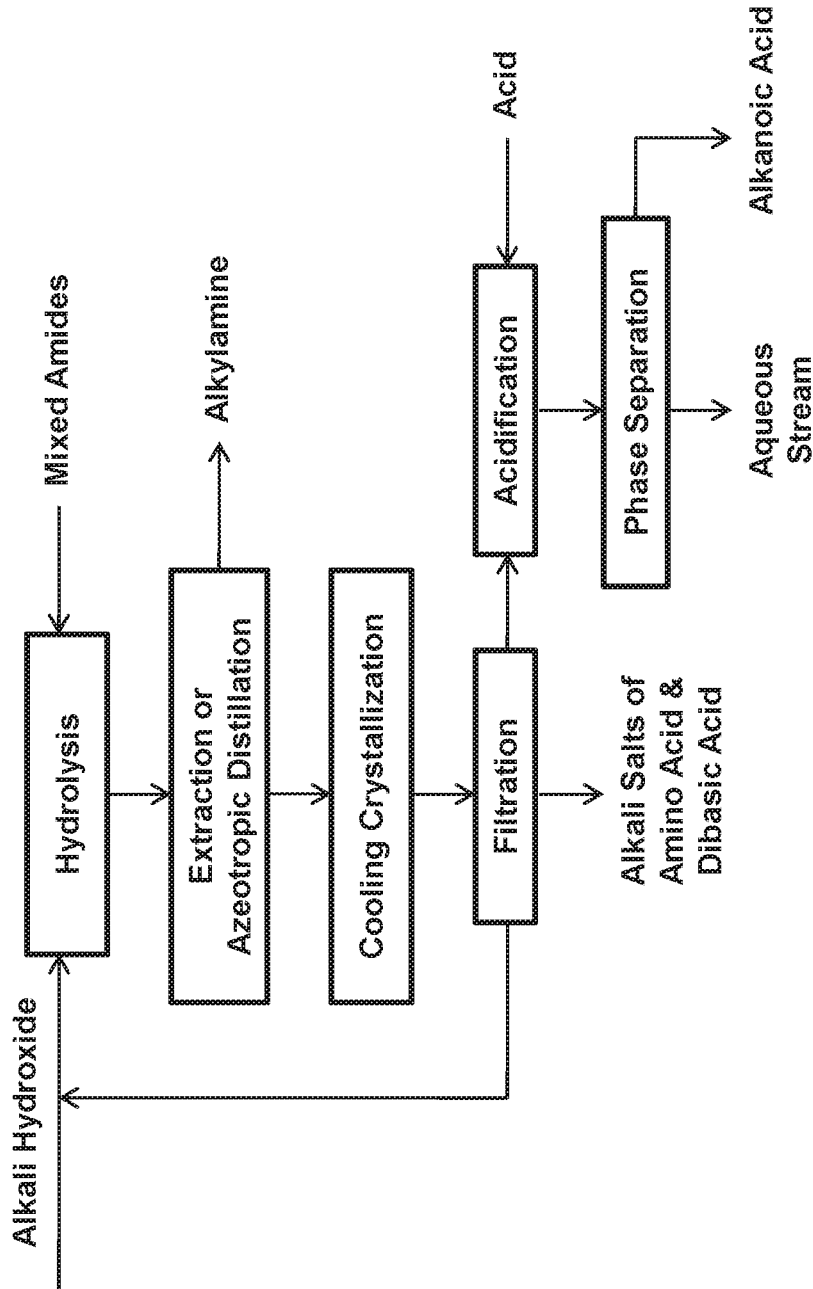 Alkali Hydroxide
Mixed Amides
Hydrolysis
Extraction or
Azeotropic Distillation
Alkylamine
Cooling Crystallization
Filtration
Acidification
Acid
Alkali Salts of
Amino Acid &
Dibasic Acid
Phase Separation
Aqueous
Stream
Alkanoic Acid